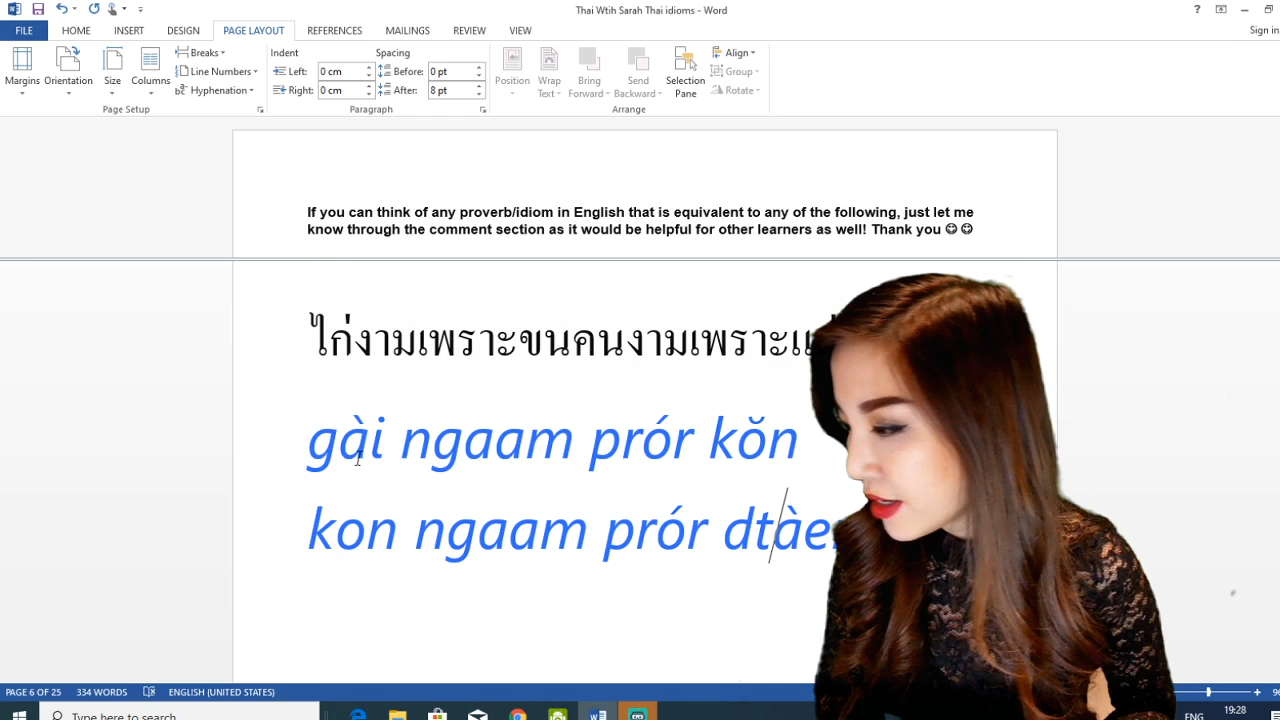 Thai Wtih Sarah Thai idioms - Word
?
FILE HOME INSERT DESIGN PAGE LAYOUT REFERENCES MAILINGS REVIEW VIEW Sign in
Indent Spacing
Breaks Align
Left: 0 cm Before: 0 pt
Line Numbers Group
Margins Orientation Size Columns Position Wrap Text Bring Forward Send Backward Selection Pane
Hyphenation Right: 0 cm After: 8 pt Rotate
Page Setup Paragraph Arrange
If you can think of any proverb/idiom in English that is equivalent to any of the following, just let me
know through the comment section as it would be helpful for other learners as well! Thank you 😊 😊
ไก่งามเพราะขนคนงามเพราะ
gài ngaam prór kŏn
kon ngaam prór
PAGE 6 OF 25 334 WORDS ENGLISH (UNITED STATES)
Type here to search
ENG 19:28